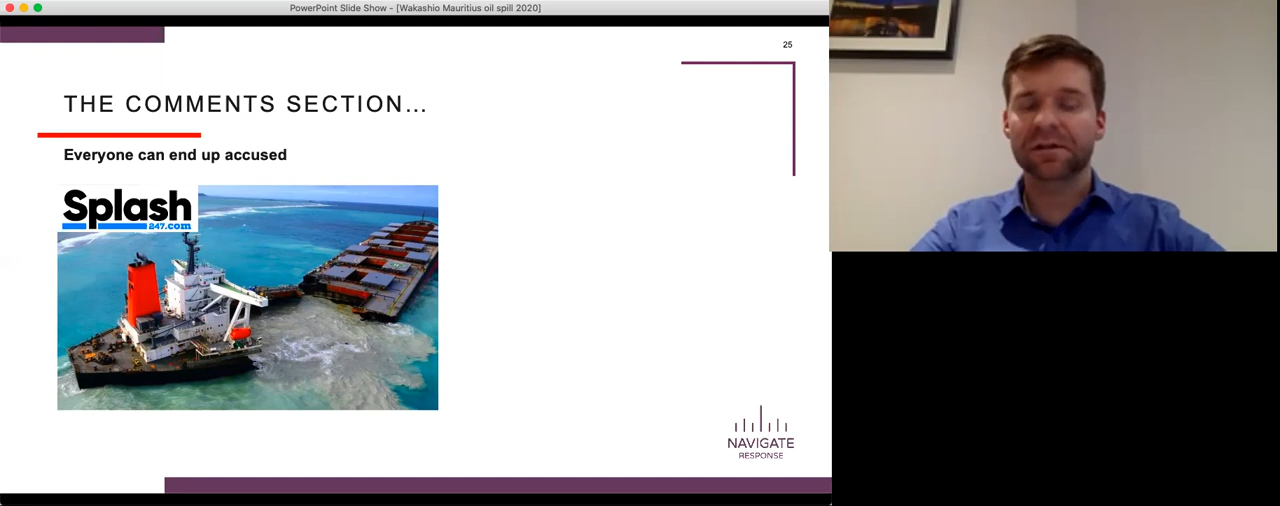 PowerPoint Slide Show - [Wakashio Mauritius oil spill 2020]
25
THE COMMENTS SECTION...
Everyone can end up accused
Splash
247.com
NAVIGATE
RESPONSE